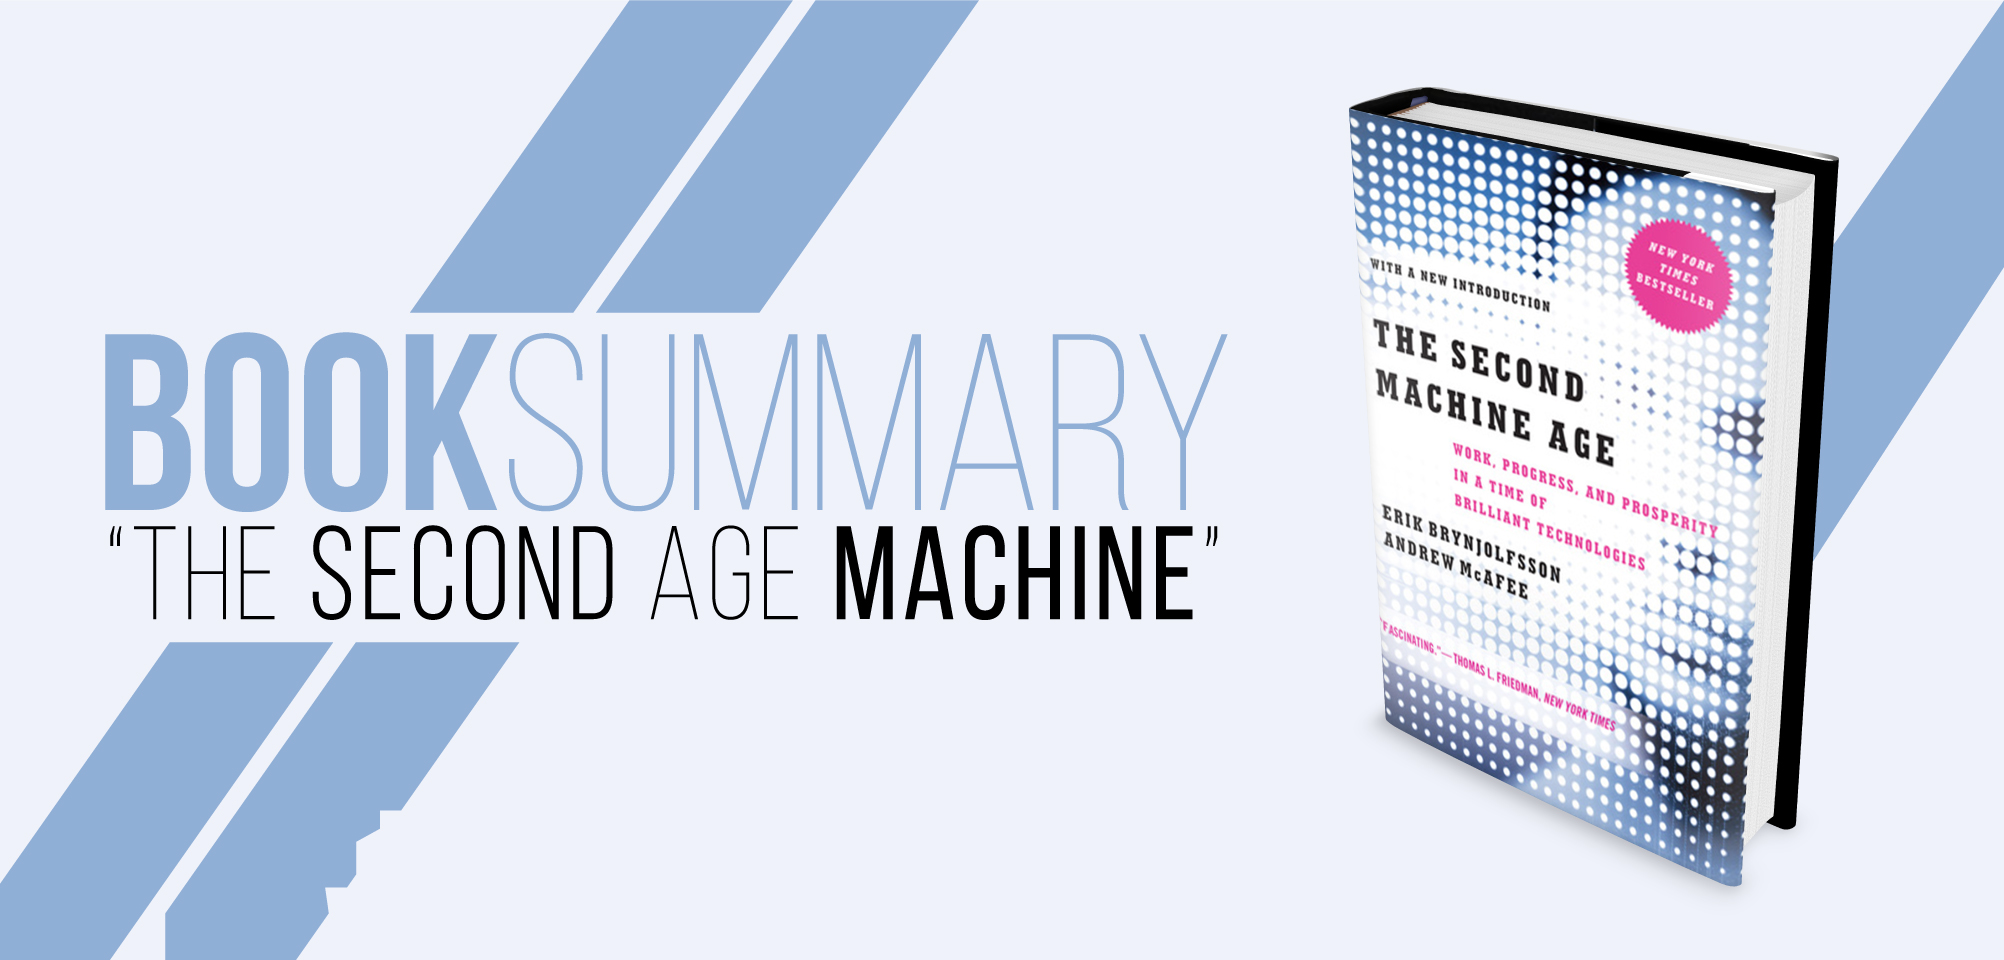 BOOKSUMMARY
“THE SECOND AGE MACHINE”
NEW YORK
TIMES
BESTSELLER
WITH A NEW INTRODUCTION
THE SECOND
MACHINE AGE
WORK, PROGRESS, AND PROSPERITY
IN A TIME OF
BRILLIANT TECHNOLOGIES
ERIK BRYNJOLFSSON
ANDREW McAFEE
"FASCINATING."—THOMAS L. FRIEDMAN, NEW YORK TIMES